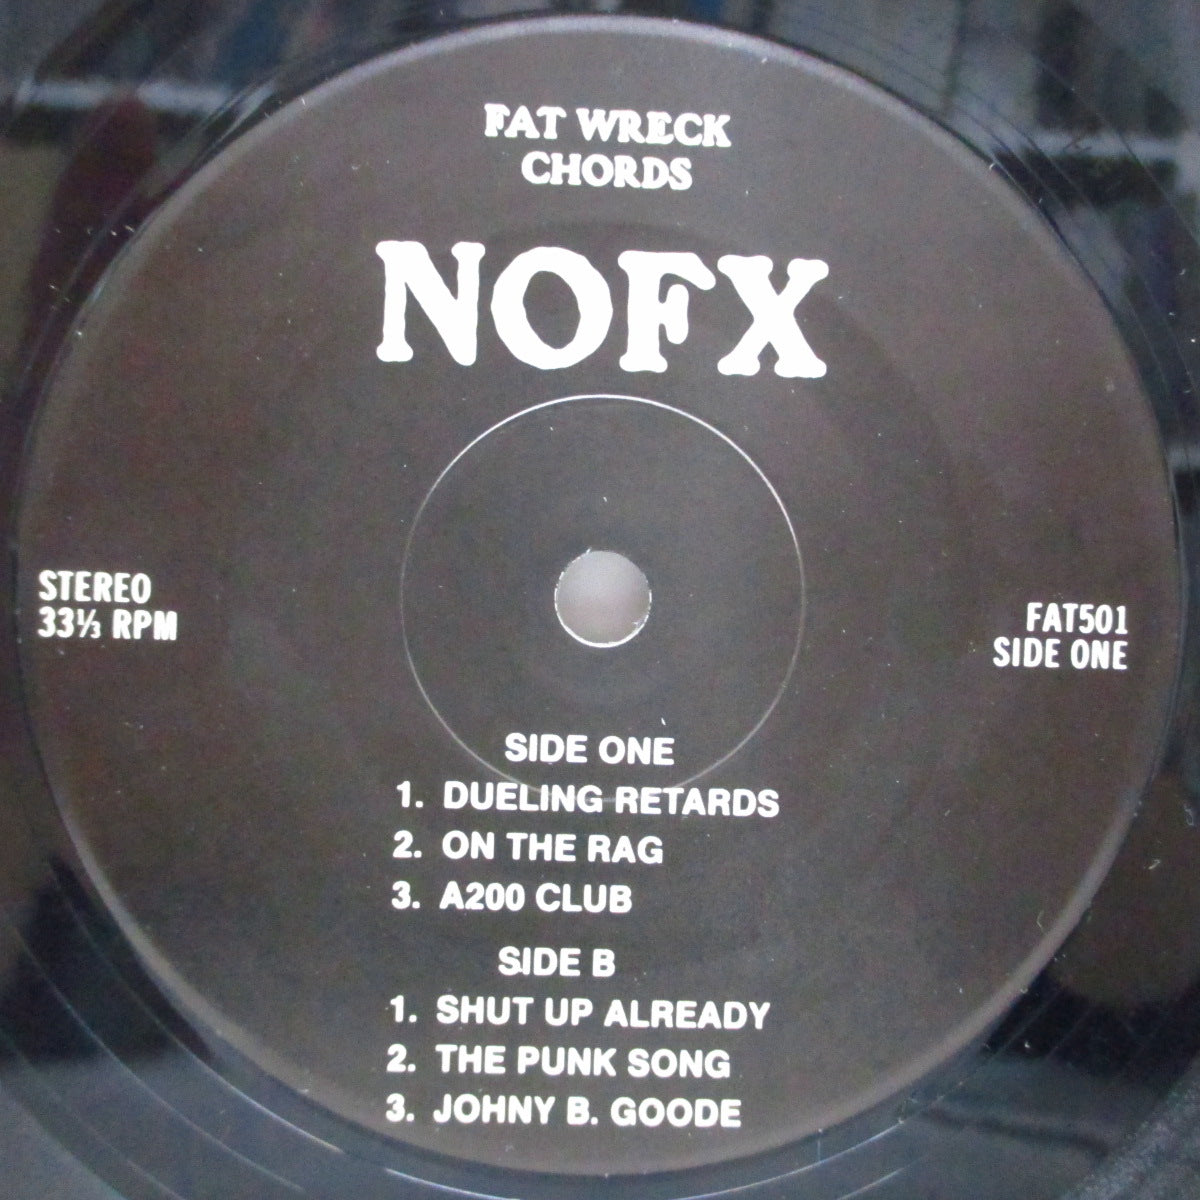 FAT WRECK
CHORDS
NOFX
STEREO
33⅓ RPM
FAT501
SIDE ONE
SIDE ONE
1. DUELING RETARDS
2. ON THE RAG
3. A200 CLUB
SIDE B
1. SHUT UP ALREADY
2. THE PUNK SONG
3. JOHNY B. GOODE